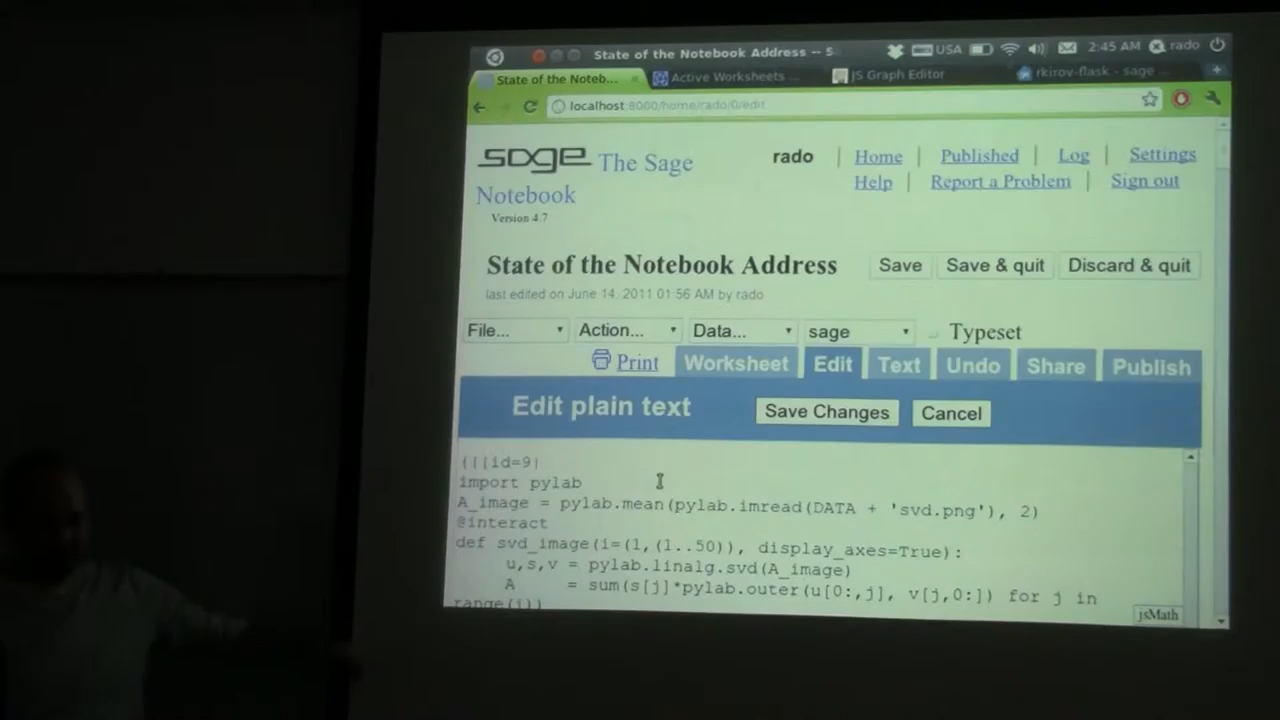 State of the Notebook Address -- S
USA
2:45 AM
rado
State of the Noteb...
Active Worksheets ...
JS Graph Editor
rkirov-flask - sage ...
localhost:8000/home/rado/0/edit
sage The Sage
Notebook
Version 4.7
rado | Home | Published | Log | Settings
Help | Report a Problem | Sign out
State of the Notebook Address
Save
Save & quit
Discard & quit
last edited on June 14, 2011 01:56 AM by rado
File...
Action...
Data...
sage
Typeset
Print
Worksheet
Edit
Text
Undo
Share
Publish
Edit plain text
Save Changes
Cancel
{{{id=9|
import pylab
A_image = pylab.mean(pylab.imread(DATA + 'svd.png'), 2)
@interact
def svd_image(i=(1,(1..50)), display_axes=True):
u,s,v = pylab.linalg.svd(A_image)
A = sum(s[j]*pylab.outer(u[0:,j], v[j,0:]) for j in
range(i))
jsMath